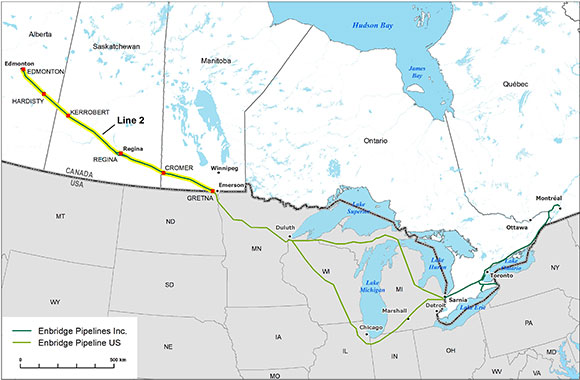 Hudson Bay
Alberta
Saskatchewan
Manitoba
James
Bay
Québec
Ontario
Edmonton
EDMONTON
HARDISTY
KERROBERT
Line 2
Regina
REGINA
CROMER
Winnipeg
Emerson
GRETNA
CANADA
USA
Montréal
Ottawa
Lake
Superior
Duluth
Lake
Huron
Lake
Ontario
Toronto
Lake
Michigan
Sarnia
Detroit
Lake Erie
Marshall
Chicago
MT
ND
MN
WI
MI
NY
SD
WY
NE
IA
IL
IN
OH
PA
VA
MD
Enbridge Pipelines Inc.
Enbridge Pipeline US
0
500 km